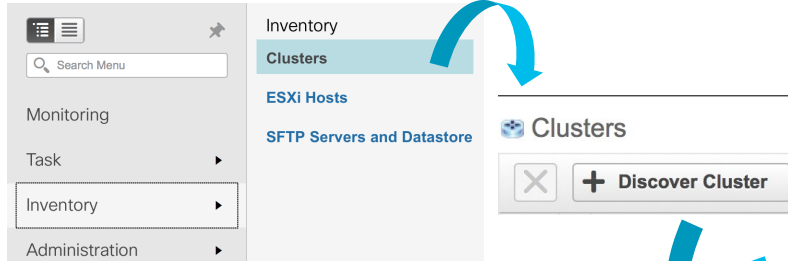 Search Menu
Monitoring
Task
Inventory
Administration
Inventory
Clusters
ESXi Hosts
SFTP Servers and Datastore
Clusters
Discover Cluster